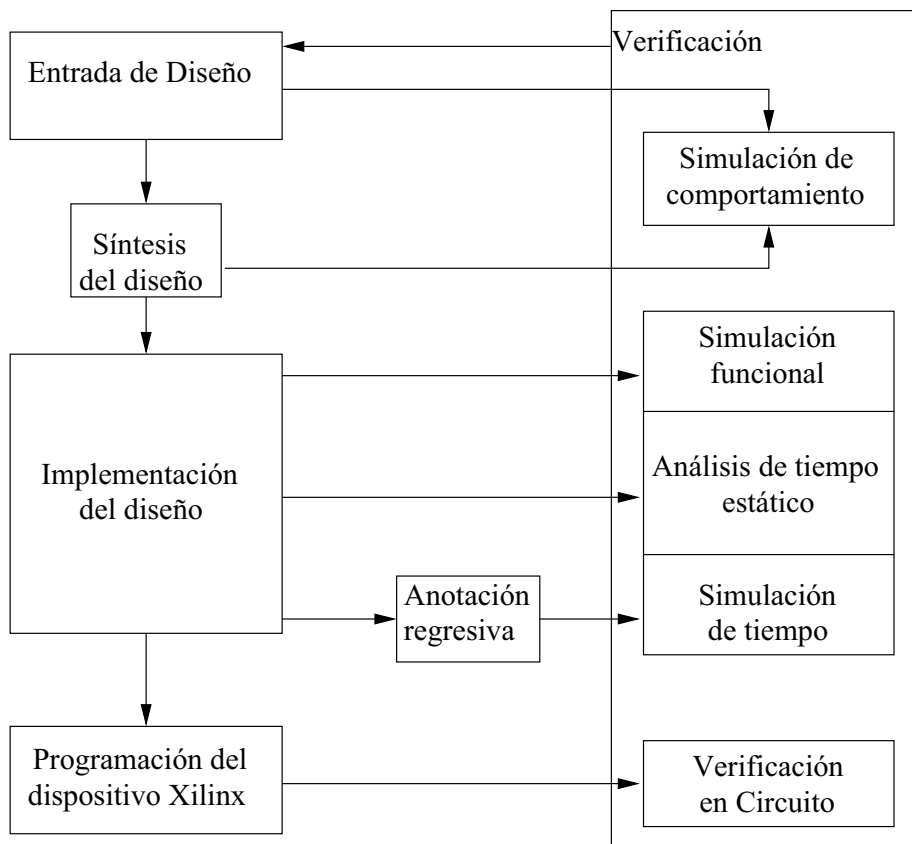 Verificación
Entrada de Diseño
Simulación de
comportamiento
Síntesis
del diseño
Simulación
funcional
Implementación
del diseño
Análisis de tiempo
estático
Anotación
regresiva
Simulación
de tiempo
Programación del
dispositivo Xilinx
Verificación
en Circuito